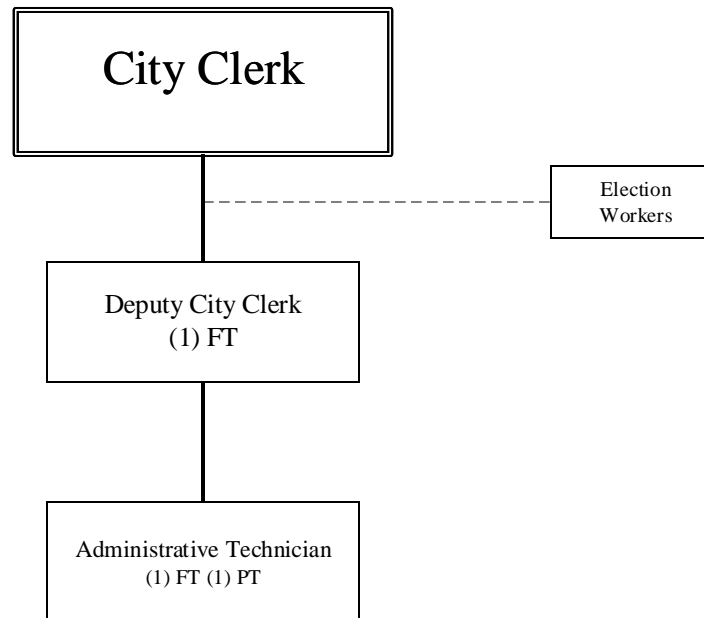 City Clerk
Election
Workers
Deputy City Clerk
(1) FT
Administrative Technician
(1) FT (1) PT